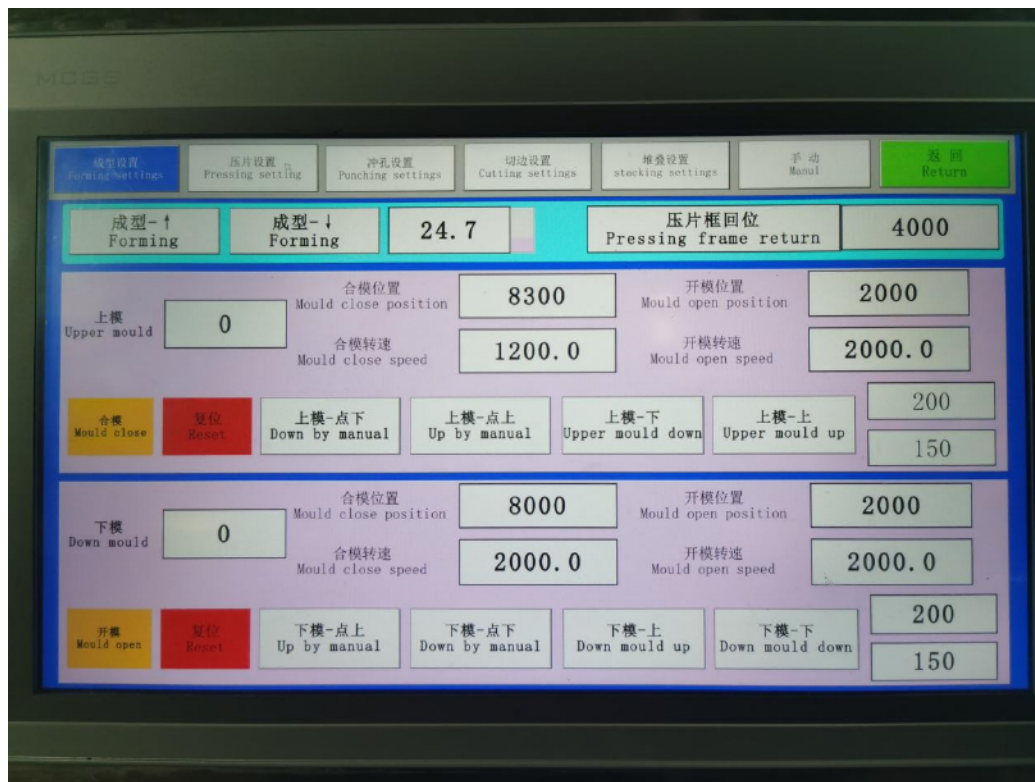 MCGS
成型设置
Forming settings
压片设置
Pressing setting
冲孔设置
Punching settings
切边设置
Cutting settings
堆叠设置
stocking settings
手 动
Manul
返 回
Return
成型-↑
Forming
成型-↓
Forming
24.7
压片框回位
Pressing frame return
4000
上模
Upper mould
0
合模位置
Mould close position
8300
开模位置
Mould open position
2000
合模转速
Mould close speed
1200.0
开模转速
Mould open speed
2000.0
合模
Mould close
复位
Reset
上模-点下
Down by manual
上模-点上
Up by manual
上模-下
Upper mould down
上模-上
Upper mould up
200
150
下模
Down mould
0
合模位置
Mould close position
8000
开模位置
Mould open position
2000
合模转速
Mould close speed
2000.0
开模转速
Mould open speed
2000.0
开模
Mould open
复位
Reset
下模-点上
Up by manual
下模-点下
Down by manual
下模-上
Down mould up
下模-下
Down mould down
200
150